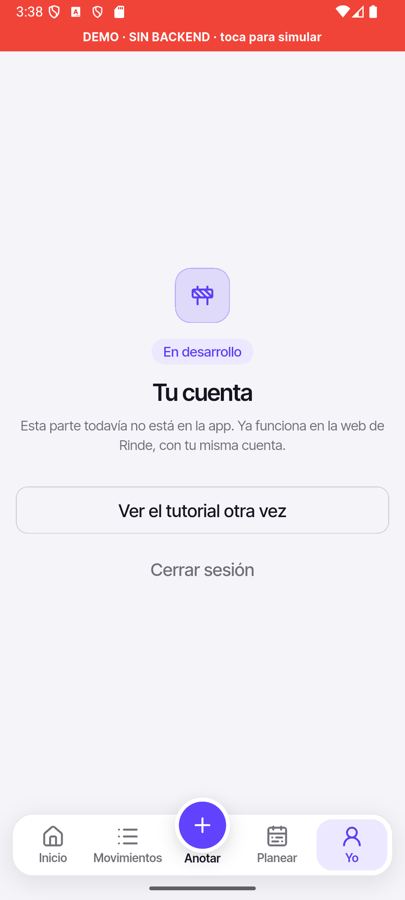 3:38
DEMO · SIN BACKEND · toca para simular
En desarrollo
Tu cuenta
Esta parte todavía no está en la app. Ya funciona en la web de
Rinde, con tu misma cuenta.
Ver el tutorial otra vez
Cerrar sesión
Inicio
Movimientos
Anotar
Planear
Yo